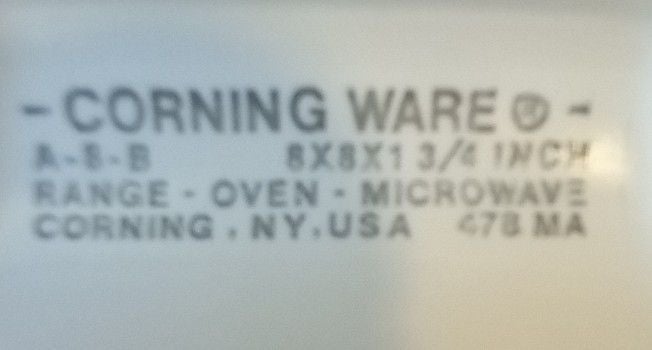 - CORNING WARE ® -
A-8-B 8X8X1 3/4 INCH
RANGE - OVEN - MICROWAVE
CORNING, NY. USA 478 MA